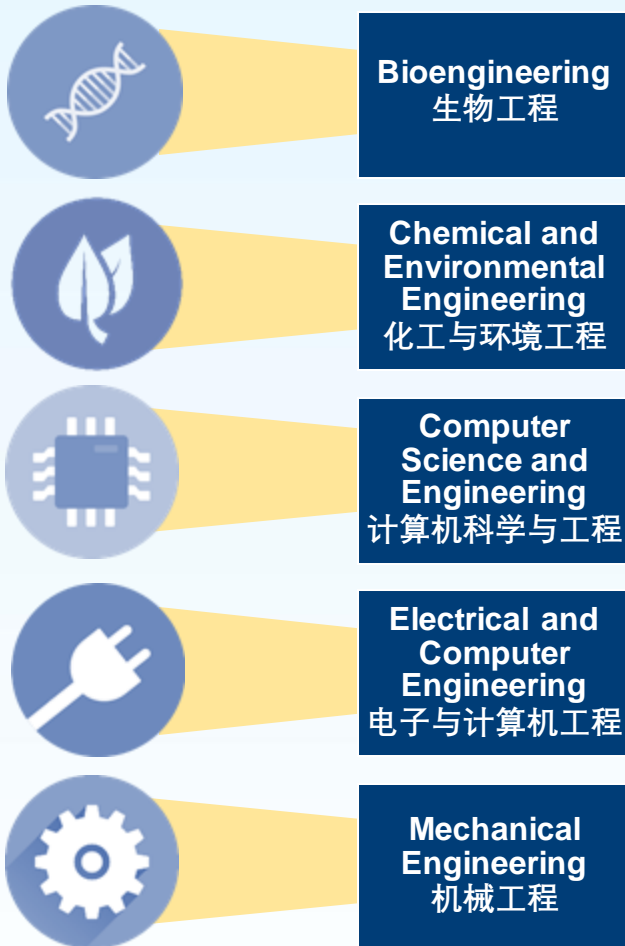 Bioengineering
生物工程
Chemical and
Environmental
Engineering
化工与环境工程
Computer
Science and
Engineering
计算机科学与工程
Electrical and
Computer
Engineering
电子与计算机工程
Mechanical
Engineering
机械工程